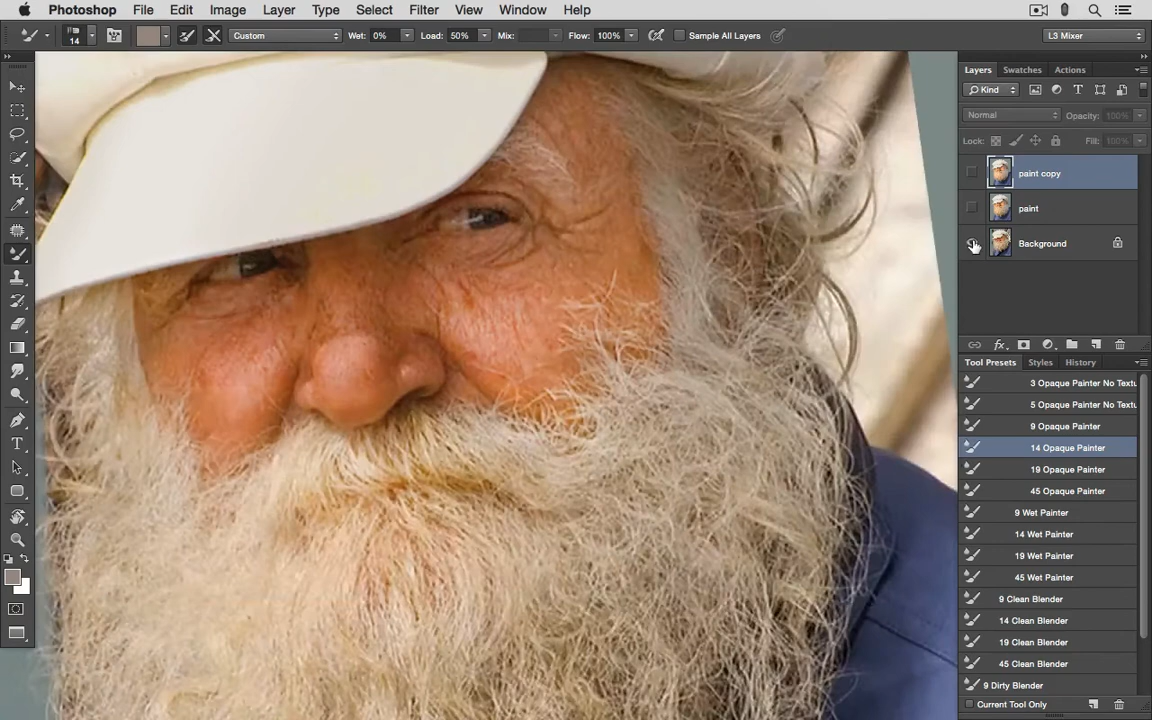 Photoshop File Edit Image Layer Type Select Filter View Window Help
14 Custom Wet: 0% Load: 50% Mix: Flow: 100% Sample All Layers L3 Mixer
Layers Swatches Actions
Kind
Normal Opacity: 100%
Lock: Fill: 100%
paint copy
paint
Background
fx
Tool Presets Styles History
3 Opaque Painter No Textu
5 Opaque Painter No Textu
9 Opaque Painter
14 Opaque Painter
19 Opaque Painter
45 Opaque Painter
9 Wet Painter
14 Wet Painter
19 Wet Painter
45 Wet Painter
9 Clean Blender
14 Clean Blender
19 Clean Blender
45 Clean Blender
9 Dirty Blender
Current Tool Only